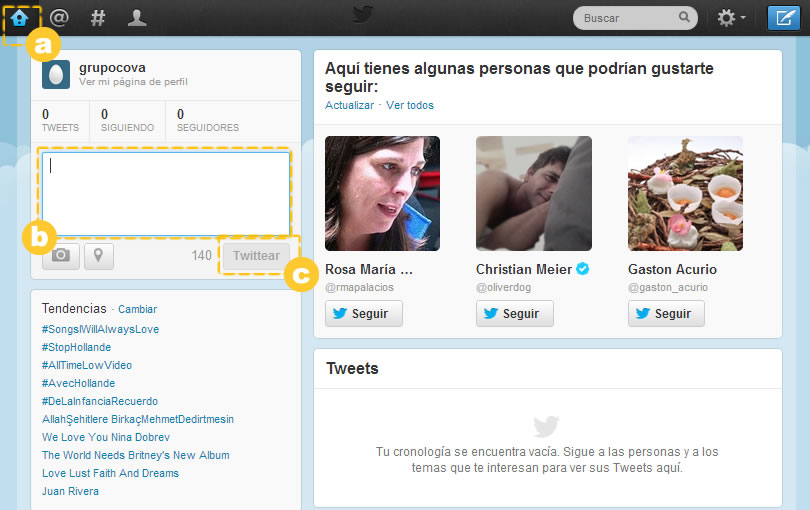 @ # Buscar
a
grupocova
Ver mi página de perfil
0 0 0
TWEETS SIGUIENDO SEGUIDORES
b
140 Twittear
c
Tendencias · Cambiar
#SongsIWillAlwaysLove
#StopHollande
#AllTimeLowVideo
#AvecHollande
#DeLaInfanciaRecuerdo
AllahŞehitlere BirkaçMehmetDedirtmesin
We Love You Nina Dobrev
The World Needs Britney's New Album
Love Lust Faith And Dreams
Juan Rivera
Aquí tienes algunas personas que podrían gustarte
seguir:
Actualizar · Ver todos
Rosa María ...
@rmapalacios
Seguir
Christian Meier
@oliverdog
Seguir
Gaston Acurio
@gaston_acurio
Seguir
Tweets
Tu cronología se encuentra vacía. Sigue a las personas y a los
temas que te interesan para ver sus Tweets aquí.